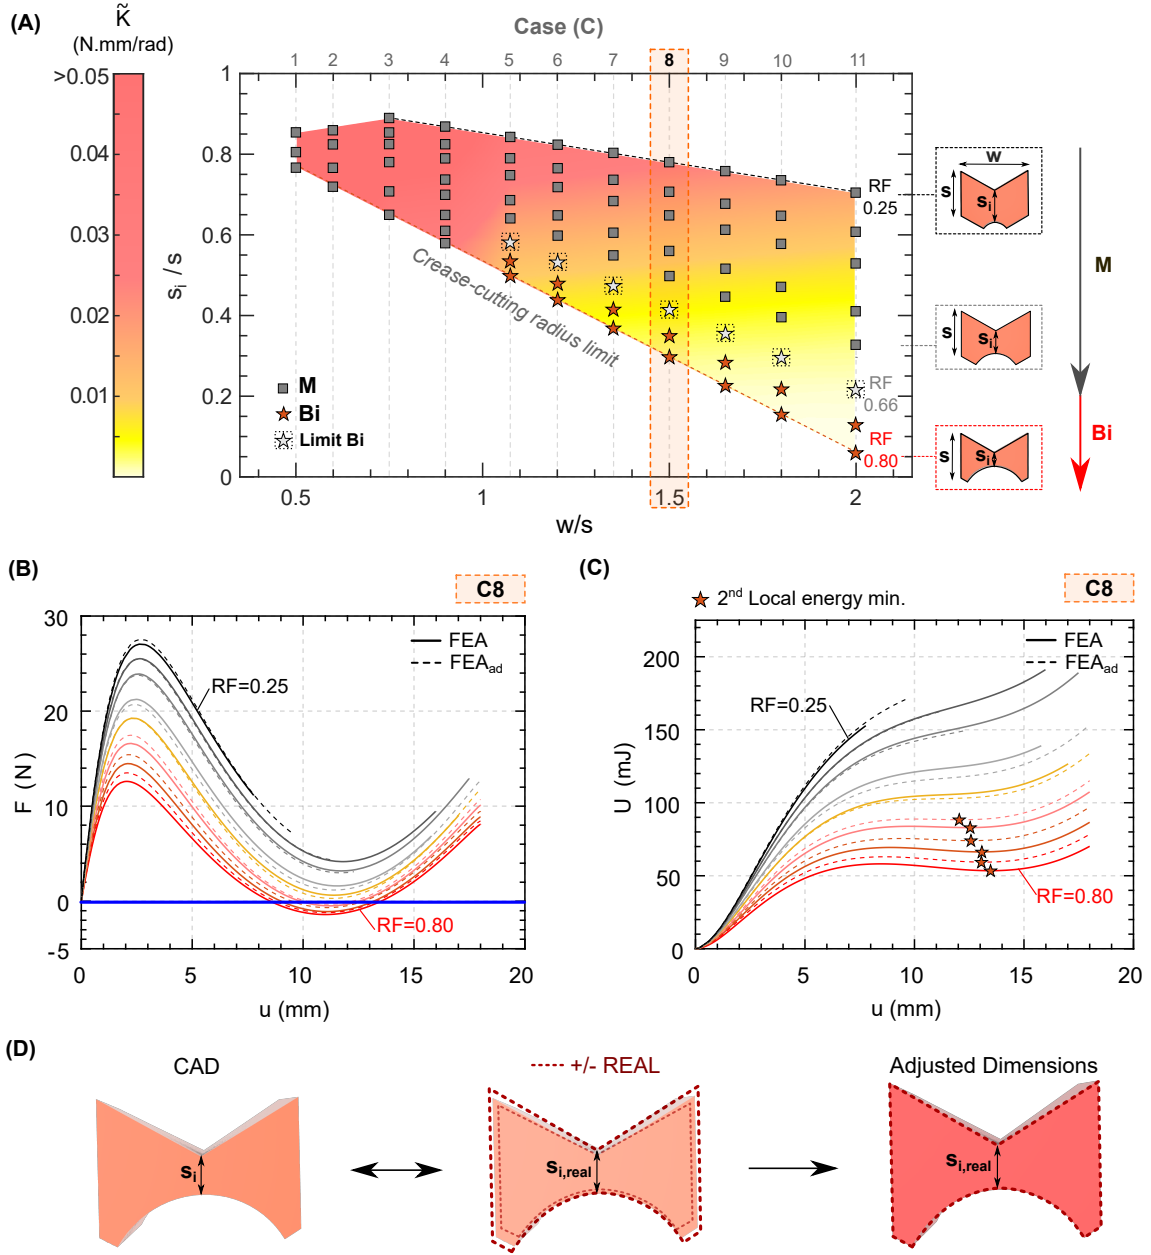 (A)
K̃
(N.mm/rad)
>0.05
0.04
0.03
0.02
0.01
Case (C)
1 2 3 4 5 6 7 8 9 10 11
1
0.8
0.6
0.4
0.2
0
si / s
0.5 1 1.5 2
w/s
Crease-cutting radius limit
M
Bi
Limit Bi
RF
0.25
RF
0.66
RF
0.80
w
s
si
s
si
s
si
M
Bi
(B)
C8
30
20
10
0
-5
F (N)
0 5 10 15 20
u (mm)
FEA
FEAad
RF=0.25
RF=0.80
(C)
2nd Local energy min.
C8
200
150
100
50
0
U (mJ)
0 5 10 15 20
u (mm)
FEA
FEAad
RF=0.25
RF=0.80
(D)
CAD
+/- REAL
Adjusted Dimensions
si
si,real
si,real